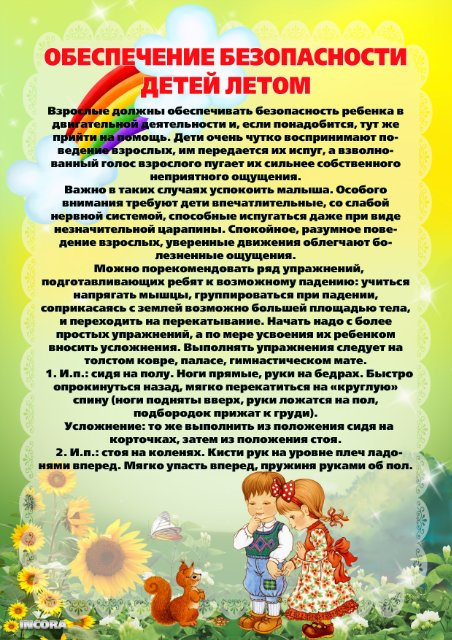 ОБЕСПЕЧЕНИЕ БЕЗОПАСНОСТИ
ДЕТЕЙ ЛЕТОМ
Взрослые должны обеспечивать безопасность ребенка в
двигательной деятельности и, если понадобится, тут же
прийти на помощь. Дети очень чутко воспринимают по-
ведение взрослых, им передается их испуг, а взволно-
ванный голос взрослого пугает их сильнее собственного
неприятного ощущения.
Важно в таких случаях успокоить малыша. Особого
внимания требуют дети впечатлительные, со слабой
нервной системой, способные испугаться даже при виде
незначительной царапины. Спокойное, разумное пове-
дение взрослых, уверенные движения облегчают бо-
лезненные ощущения.
Можно порекомендовать ряд упражнений,
подготавливающих ребят к возможному падению: учиться
напрягать мышцы, группироваться при падении,
соприкасаясь с землей возможно большей площадью тела,
и переходить на перекатывание. Начать надо с более
простых упражнений, а по мере усвоения их ребенком
вносить усложнения. Выполнять упражнения следует на
толстом ковре, паласе, гимнастическом мате.
1. И.п.: сидя на полу. Ноги прямые, руки на бедрах. Быстро
опрокинуться назад, мягко перекатиться на «круглую»
спину (ноги подняты вверх, руки ложатся на пол,
подбородок прижат к груди).
Усложнение: то же выполнить из положения сидя на
корточках, затем из положения стоя.
2. И.п.: стоя на коленях. Кисти рук на уровне плеч ладо-
нями вперед. Мягко упасть вперед, пружиня руками об пол.
INCORA